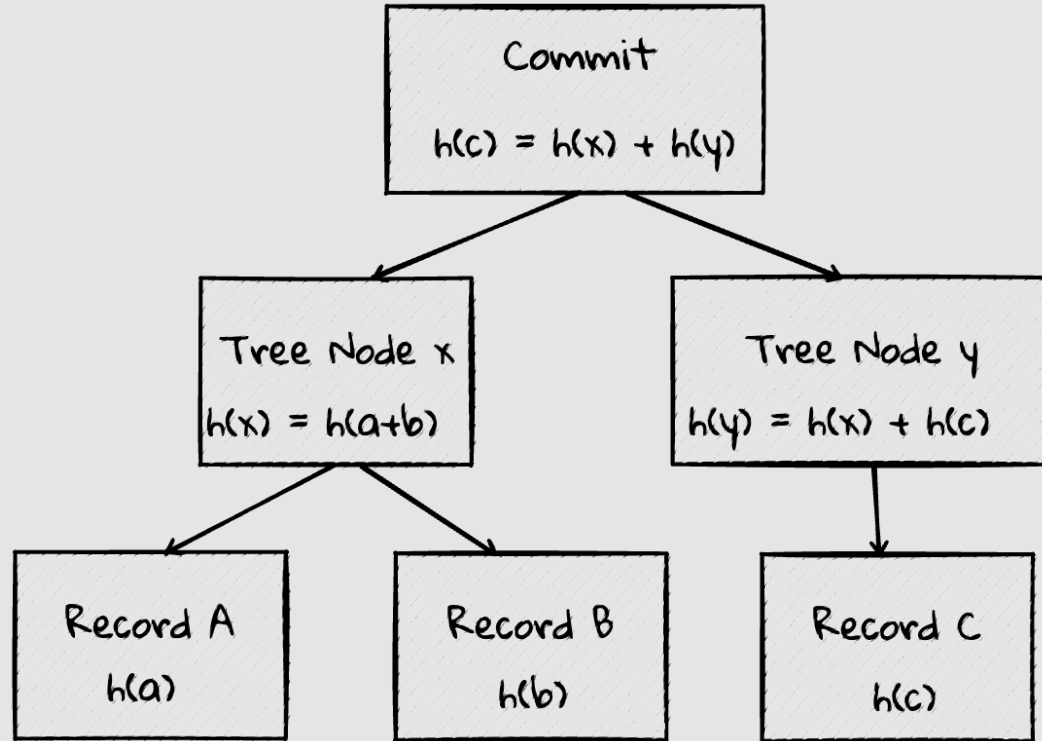 Commit
h(c) = h(x) + h(y)
Tree Node x
h(x) = h(a+b)
Tree Node y
h(y) = h(x) + h(c)
Record A
h(a)
Record B
h(b)
Record C
h(c)